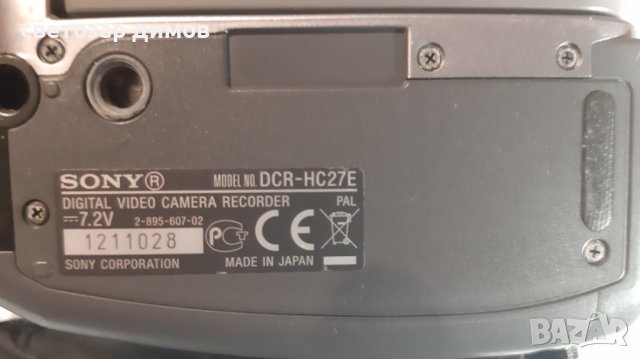 светозар димов
SONY® MODEL NO. DCR-HC27E
DIGITAL VIDEO CAMERA RECORDER PAL
7.2V 2-895-607-02
1211028
SONY CORPORATION MADE IN JAPAN
BAZAR